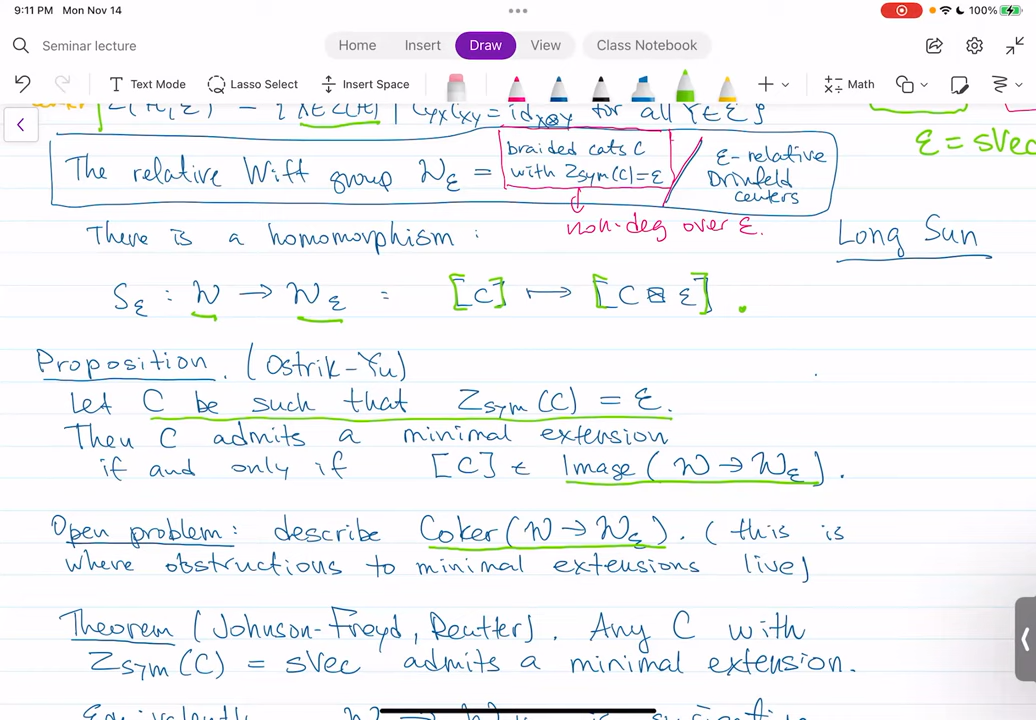 9:11 PM Mon Nov 14
100%
Seminar lecture
Home Insert Draw View Class Notebook
Text Mode Lasso Select Insert Space Math
for all
ε = sVec
The relative Witt group W_ε = braided cats C with Z_sym(C)=ε / ε-relative Drinfeld centers
non-deg over ε.
There is a homomorphism :
Long Sun
S_ε : W → W_ε : [C] ↦ [C ⊠ ε] .
Proposition. (Ostrik-Yu)
Let C be such that Z_sym(C) = ε.
Then C admits a minimal extension
if and only if [C] ∈ Image(W → W_ε).
Open problem: describe Coker(W → W_ε). (this is
where obstructions to minimal extensions live)
Theorem (Johnson-Freyd, Reutter). Any C with
Z_sym(C) = sVec admits a minimal extension.